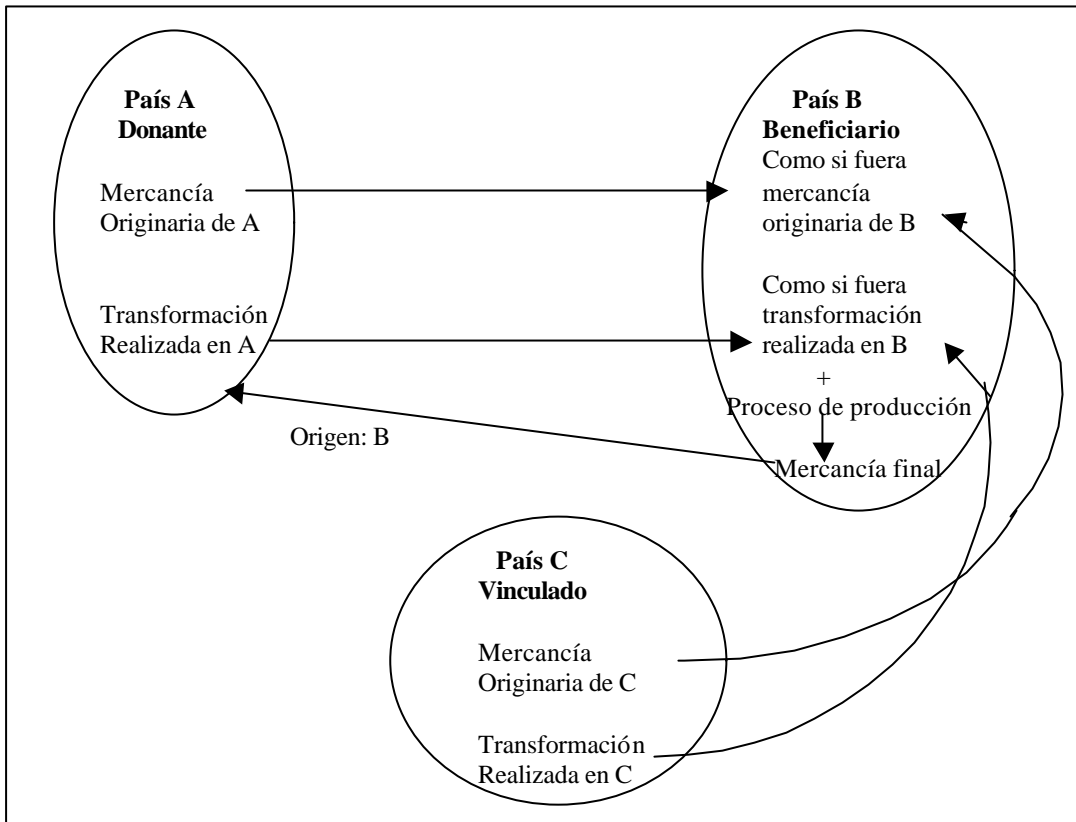 País A
Donante
Mercancía
Originaria de A
Transformación
Realizada en A
País B
Beneficiario
Como si fuera
mercancía
originaria de B
Como si fuera
transformación
realizada en B
+
Proceso de producción
Mercancía final
Origen: B
País C
Vinculado
Mercancía
Originaria de C
Transformación
Realizada en C